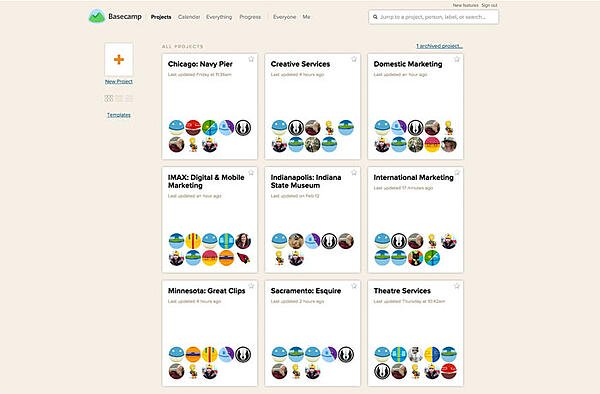 New features Sign out
Basecamp Projects Calendar Everything Progress Everyone Me
Jump to a project, person, label, or search...
ALL PROJECTS
1 archived project...
New Project
Templates
Chicago: Navy Pier
Last updated Friday at 11:36am
Creative Services
Last updated 4 hours ago
Domestic Marketing
Last updated an hour ago
IMAX: Digital & Mobile
Marketing
Last updated an hour ago
Indianapolis: Indiana
State Museum
Last updated on Feb 12
International Marketing
Last updated 17 minutes ago
Minnesota: Great Clips
Last updated 4 hours ago
Sacramento: Esquire
Last updated 2 hours ago
Theatre Services
Last updated Thursday at 10:42am